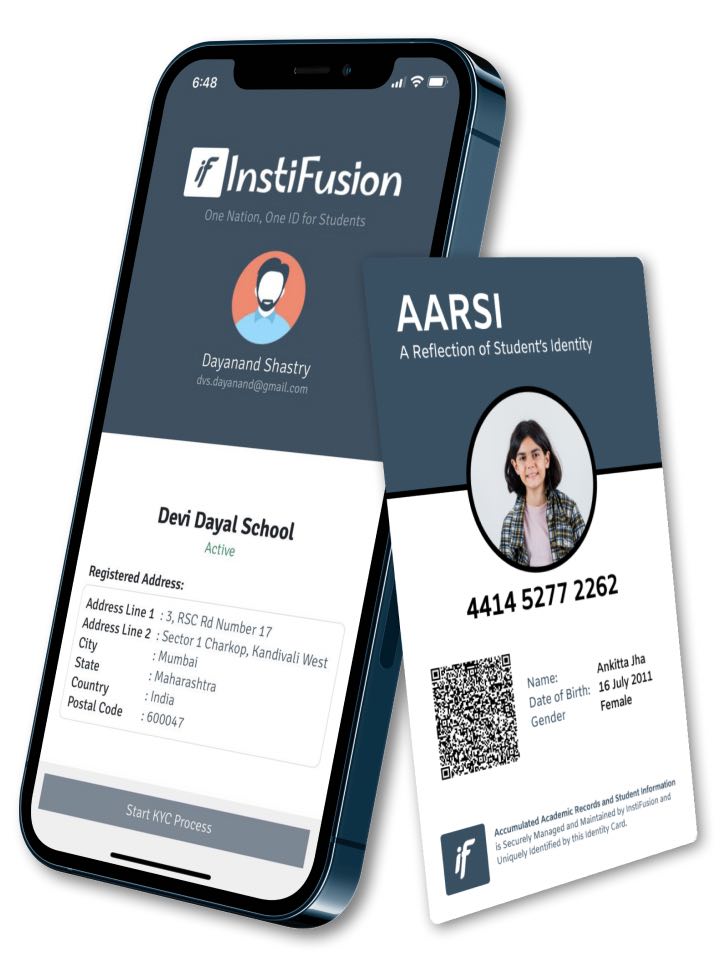 6:48
if InstiFusion
One Nation, One ID for Students
Dayanand Shastry
dvs.dayanand@gmail.com
Devi Dayal School
Active
Registered Address:
Address Line 1 : 3, RSC Rd Number 17
Address Line 2 : Sector 1 Charkop, Kandivali West
City : Mumbai
State : Maharashtra
Country : India
Postal Code : 600047
Start KYC Process
AARSI
A Reflection of Student's Identity
4414 5277 2262
Name: Ankitta Jha
Date of Birth: 16 July 2011
Gender Female
if
Accumulated Academic Records and Student Information
is Securely Managed and Maintained by InstiFusion and
Uniquely Identified by this Identity Card.